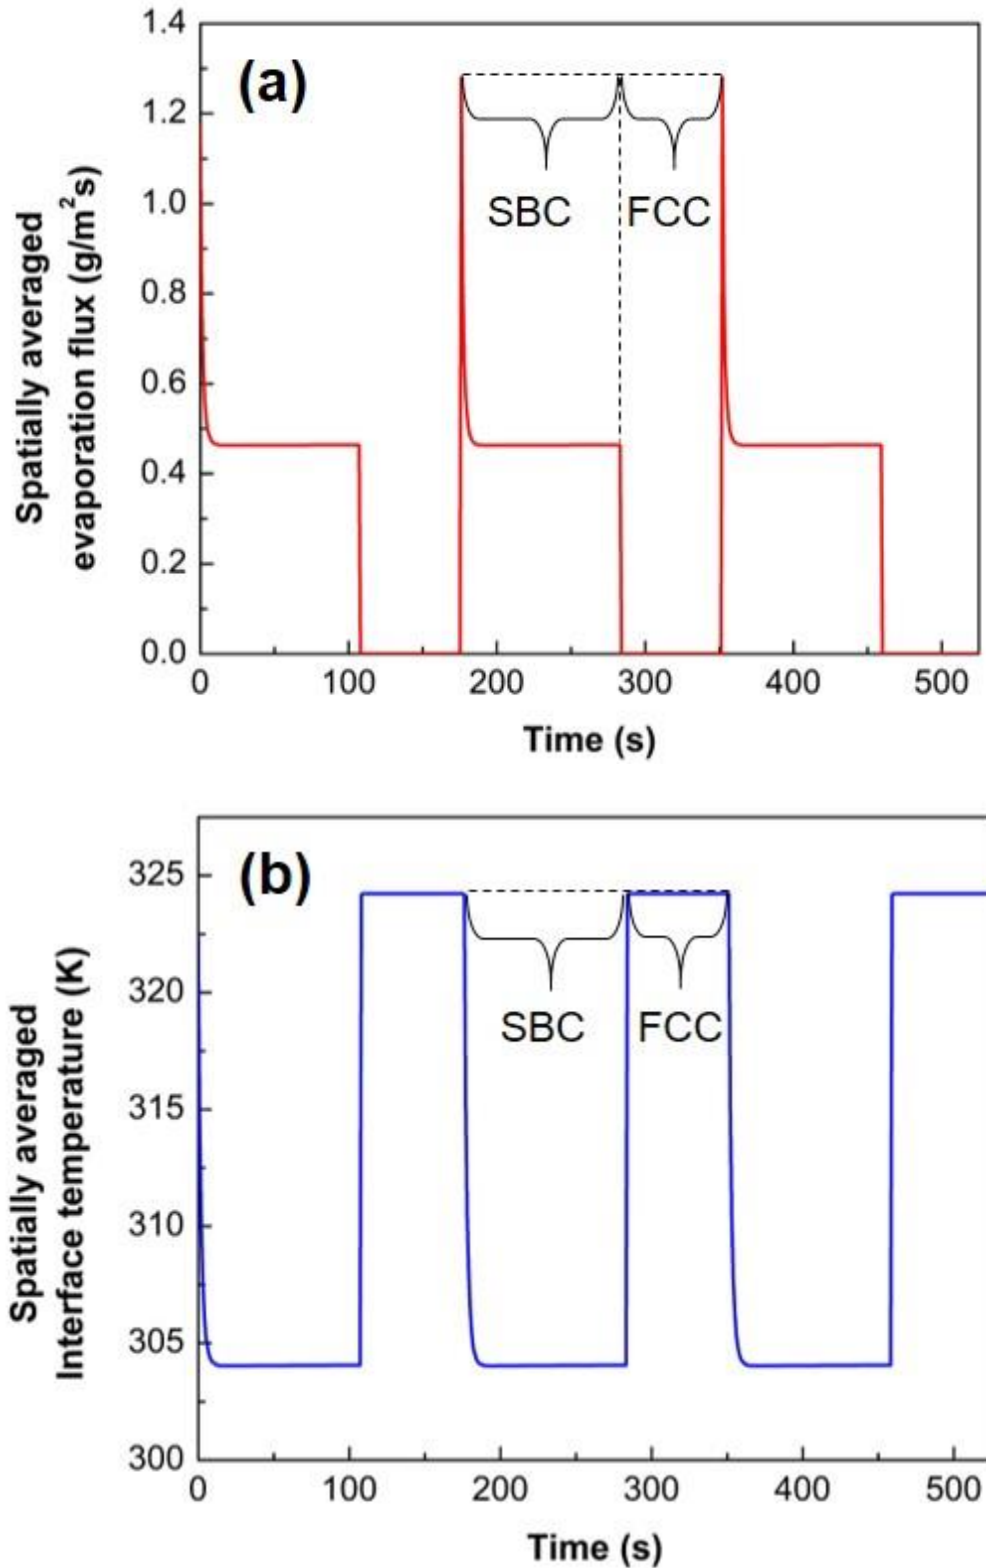 (a)
1.4
1.2
1.0
0.8
0.6
0.4
0.2
0.0
Spatially averaged
evaporation flux (g/m²s)
SBC FCC
0 100 200 300 400 500
Time (s)
(b)
325
320
315
310
305
300
Spatially averaged
Interface temperature (K)
SBC FCC
0 100 200 300 400 500
Time (s)